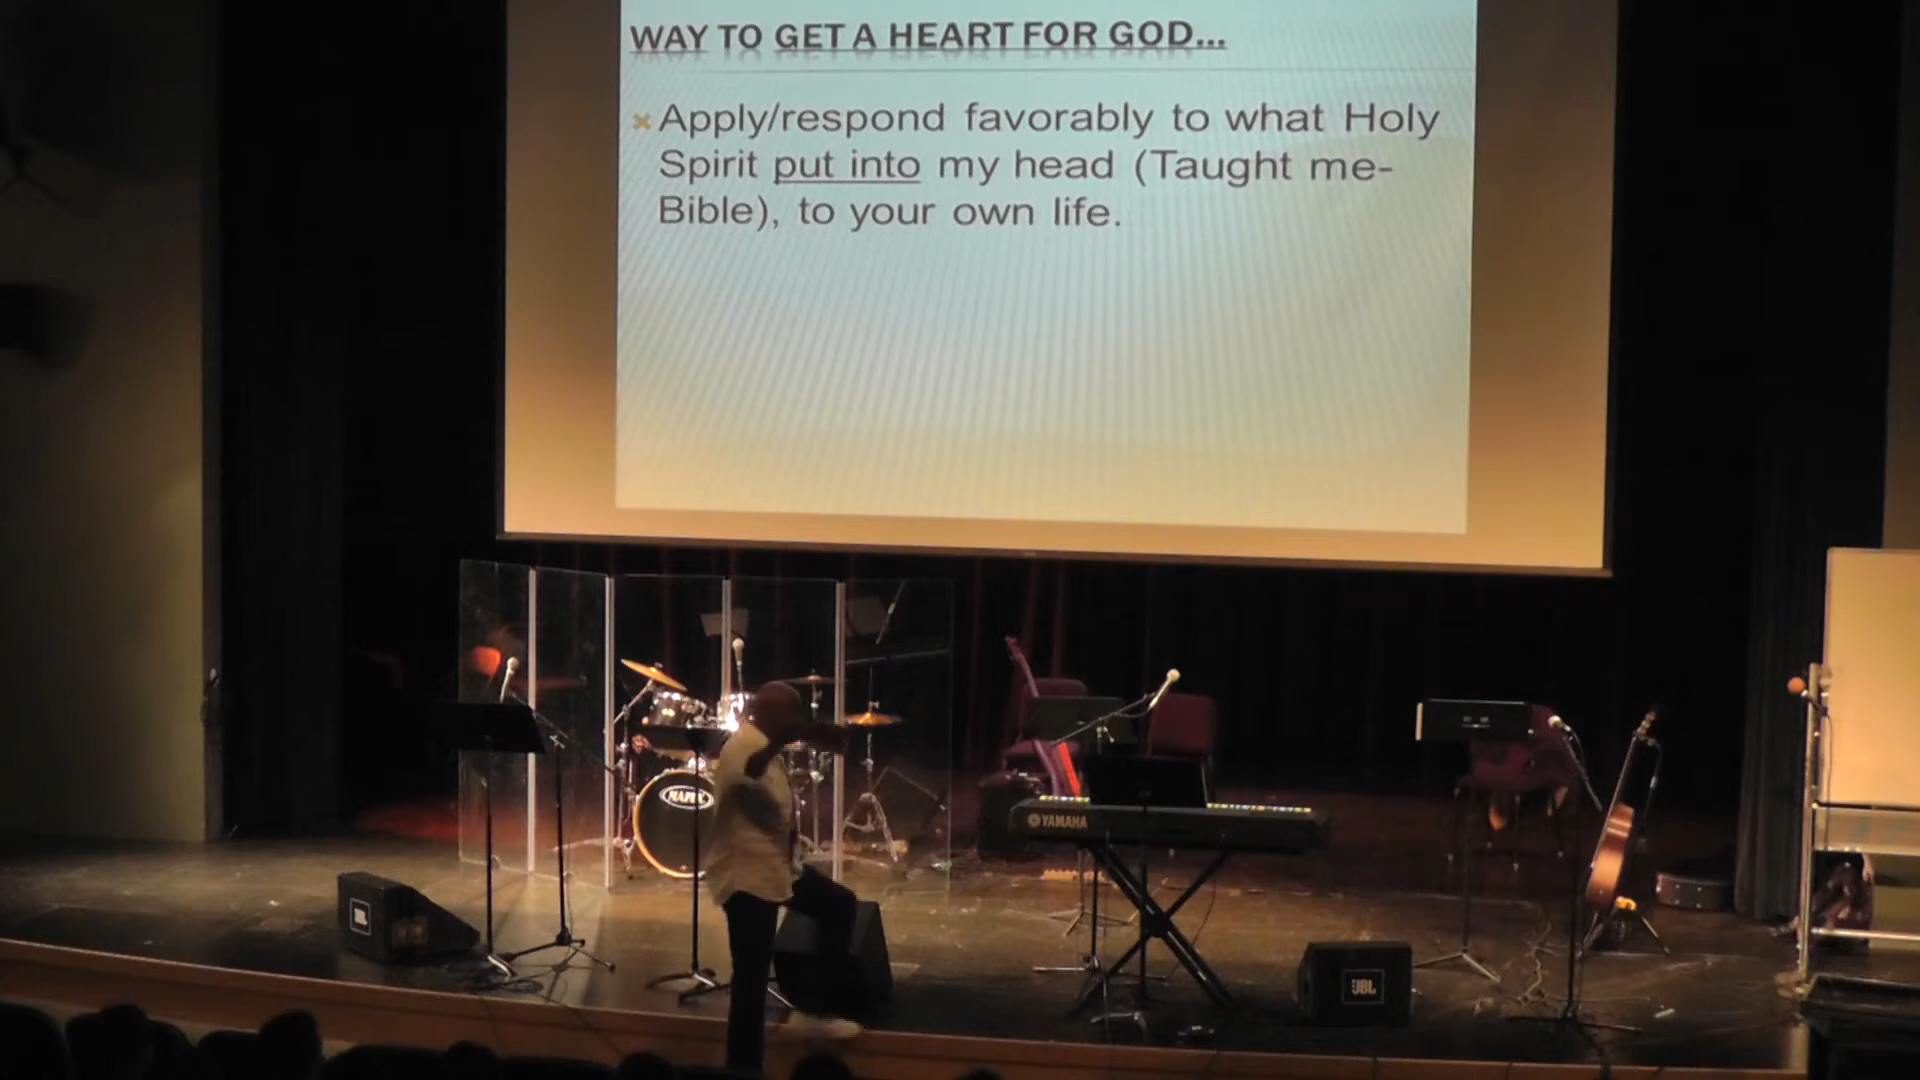 WAY TO GET A HEART FOR GOD...
Apply/respond favorably to what Holy
Spirit put into my head (Taught me-
Bible), to your own life.
MAPEX
YAMAHA
JBL